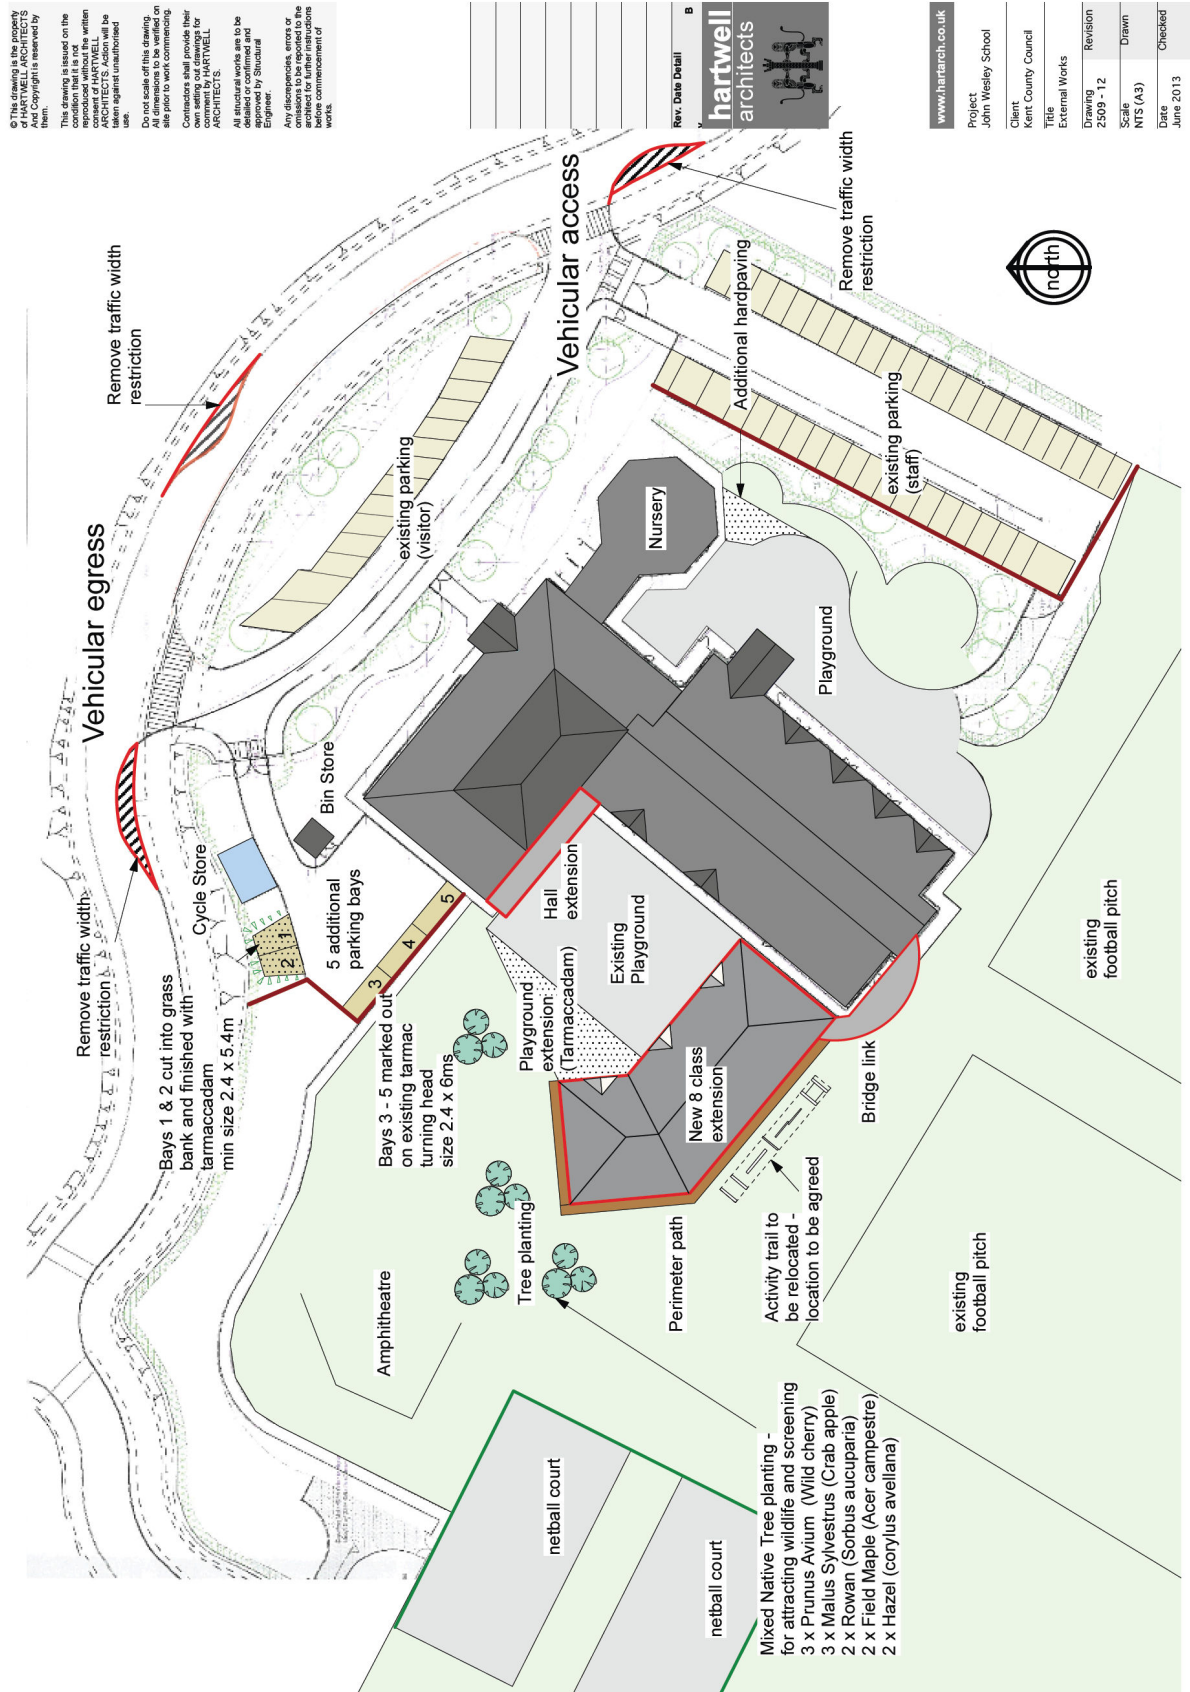 © This drawing is the property
of HARTWELL ARCHITECTS
And Copyright is reserved by
them.
This drawing is issued on the
condition that it is not
reproduced without the written
consent of HARTWELL
ARCHITECTS. Action will be
taken against unauthorised
use.
Do not scale off this drawing.
All dimensions to be verified on
site prior to work commencing.
Contractors shall provide their
own setting out drawings for
comment by HARTWELL
ARCHITECTS.
All structural works are to be
detailed or confirmed and
approved by Structural
Engineer.
Any discrepencies, errors or
omissions to be reported to the
architect for further instructions
before commencement of
works.
Rev. Date Detail
B
hartwell
architects
www.hartarch.co.uk
Project
John Wesley School
Client
Kent County Council
Title
External Works
Drawing
Revision
2509 - 12
Scale
Drawn
NTS (A3)
Date
Checked
June 2013
Remove traffic width
restriction
Vehicular egress
Remove traffic width
restriction
Vehicular access
Remove traffic width
restriction
north
existing parking
(visitor)
existing parking
(staff)
Additional hardpaving
Nursery
Playground
Cycle Store
Bin Store
5 additional
parking bays
1
2
3
4
5
Bays 1 & 2 cut into grass
bank and finished with
tarmaccadam
min size 2.4 x 5.4m
Bays 3 - 5 marked out
on existing tarmac
turning head
size 2.4 x 6ms
Hall
extension
Existing
Playground
Playground
extension
(Tarmaccadam)
New 8 class
extension
Bridge link
existing
football pitch
existing
football pitch
Amphitheatre
Tree planting
Perimeter path
Activity trail to
be relocated -
location to be agreed
netball court
netball court
Mixed Native Tree planting -
for attracting wildlife and screening
3 x Prunus Avium (Wild cherry)
3 x Malus Sylvestrus (Crab apple)
2 x Rowan (Sorbus aucuparia)
2 x Field Maple (Acer campestre)
2 x Hazel (corylus avellana)